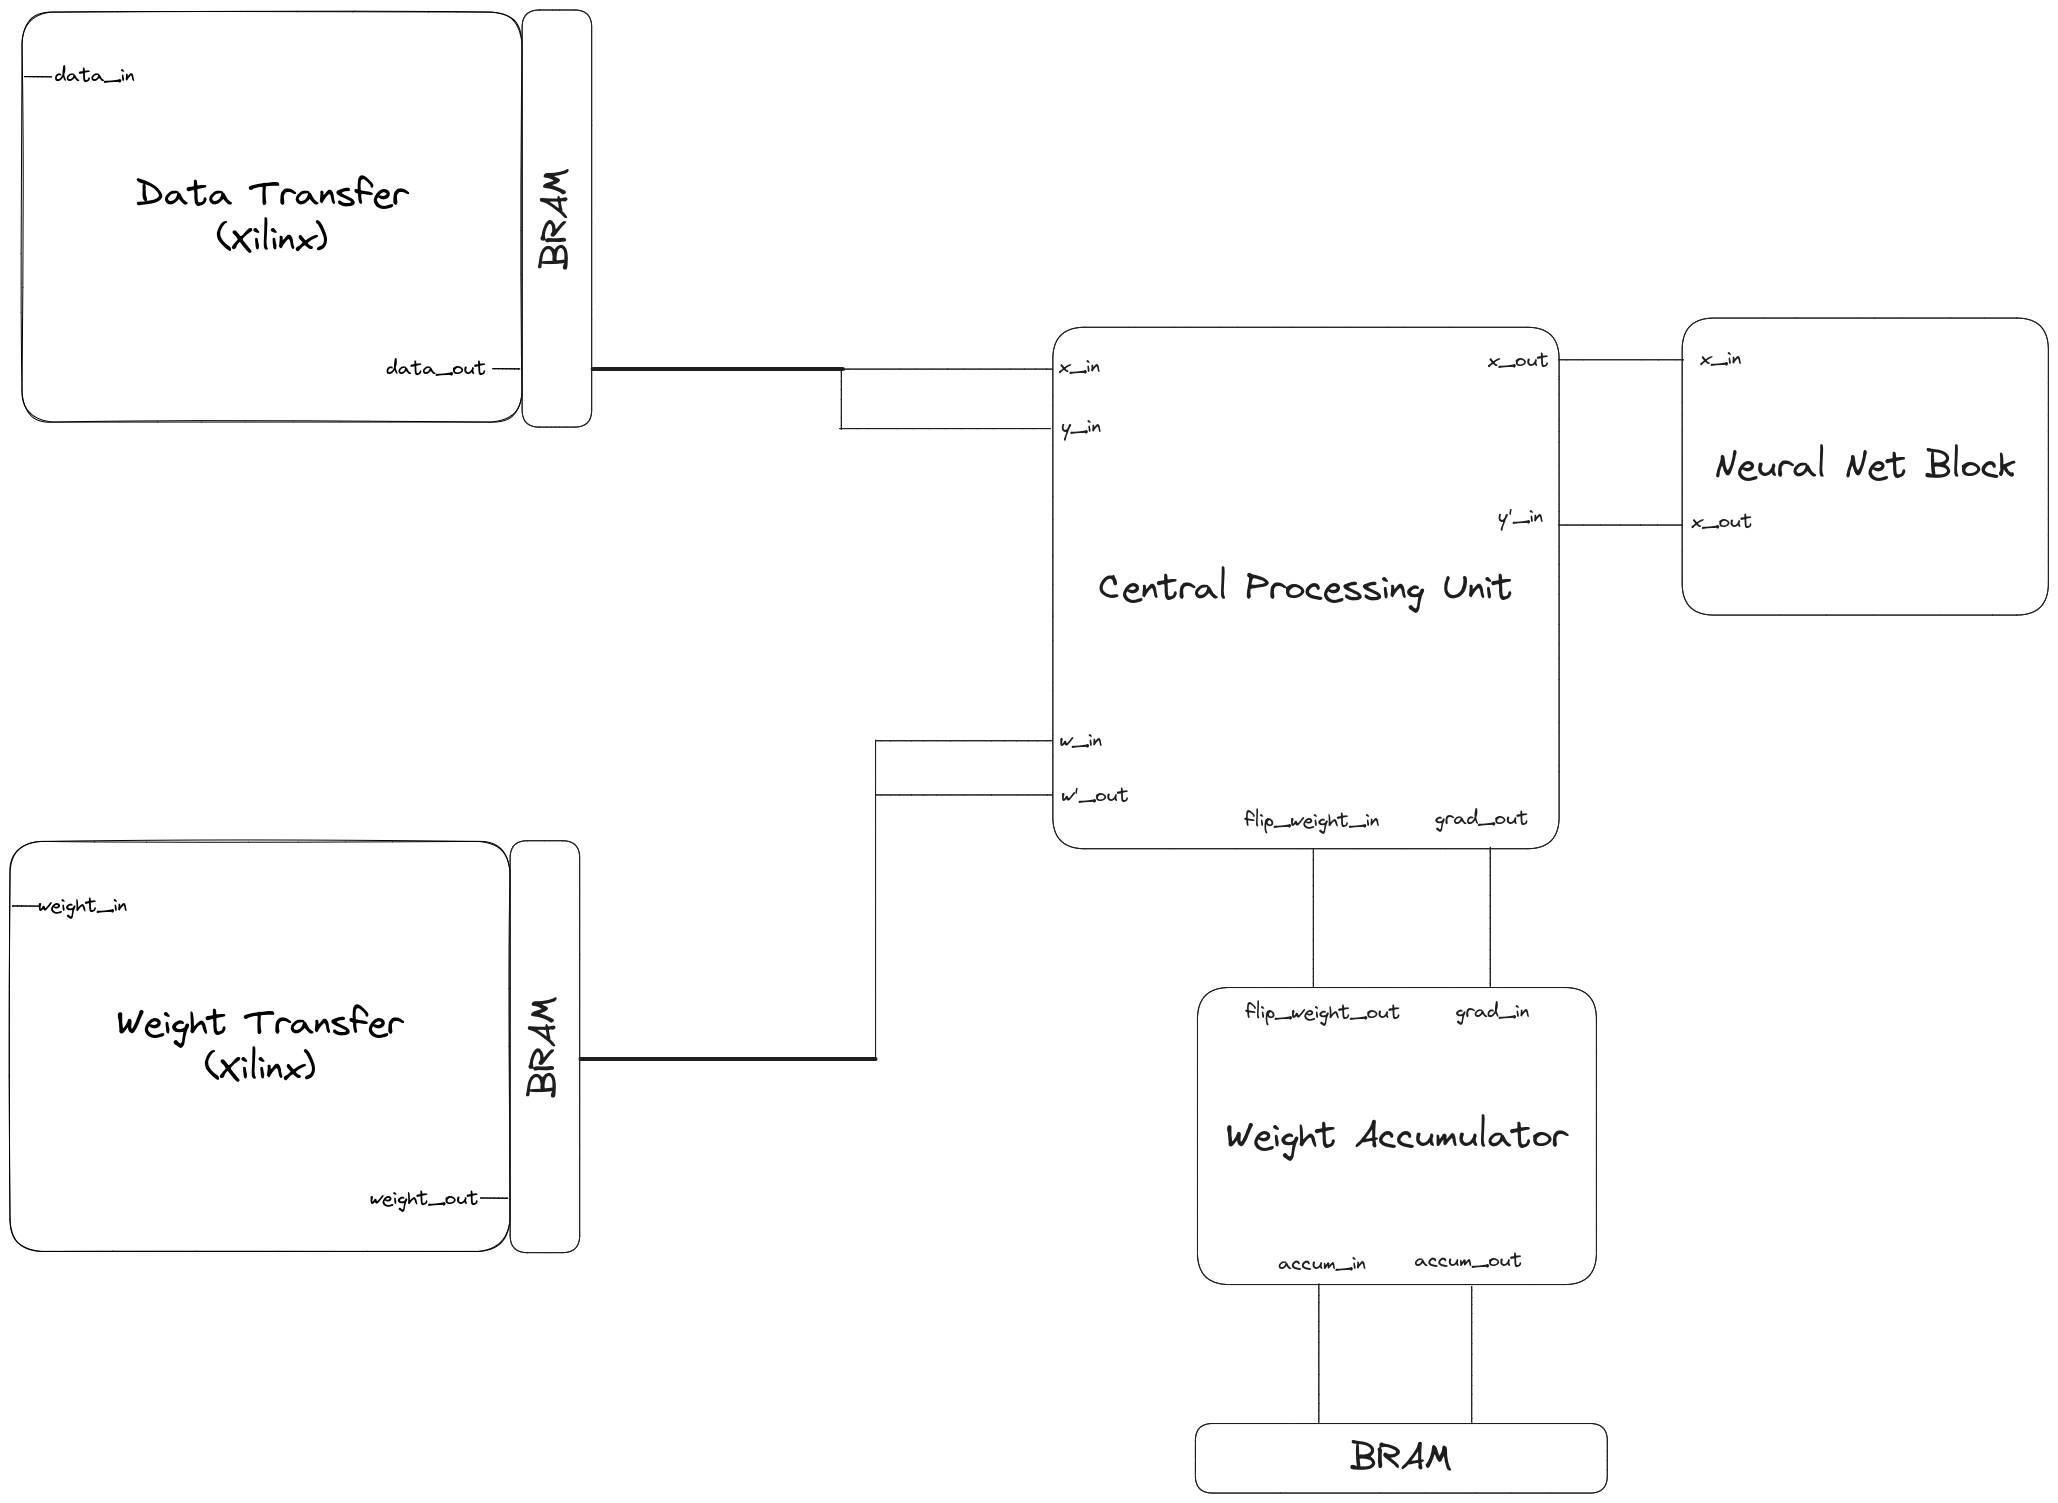 data_in
Data Transfer
(Xilinx)
data_out
BRAM
x_in
y_in
x_out
y'_in
Central Processing Unit
w_in
w'_out
flip_weight_in
grad_out
x_in
Neural Net Block
x_out
weight_in
Weight Transfer
(Xilinx)
weight_out
BRAM
flip_weight_out
grad_in
Weight Accumulator
accum_in
accum_out
BRAM